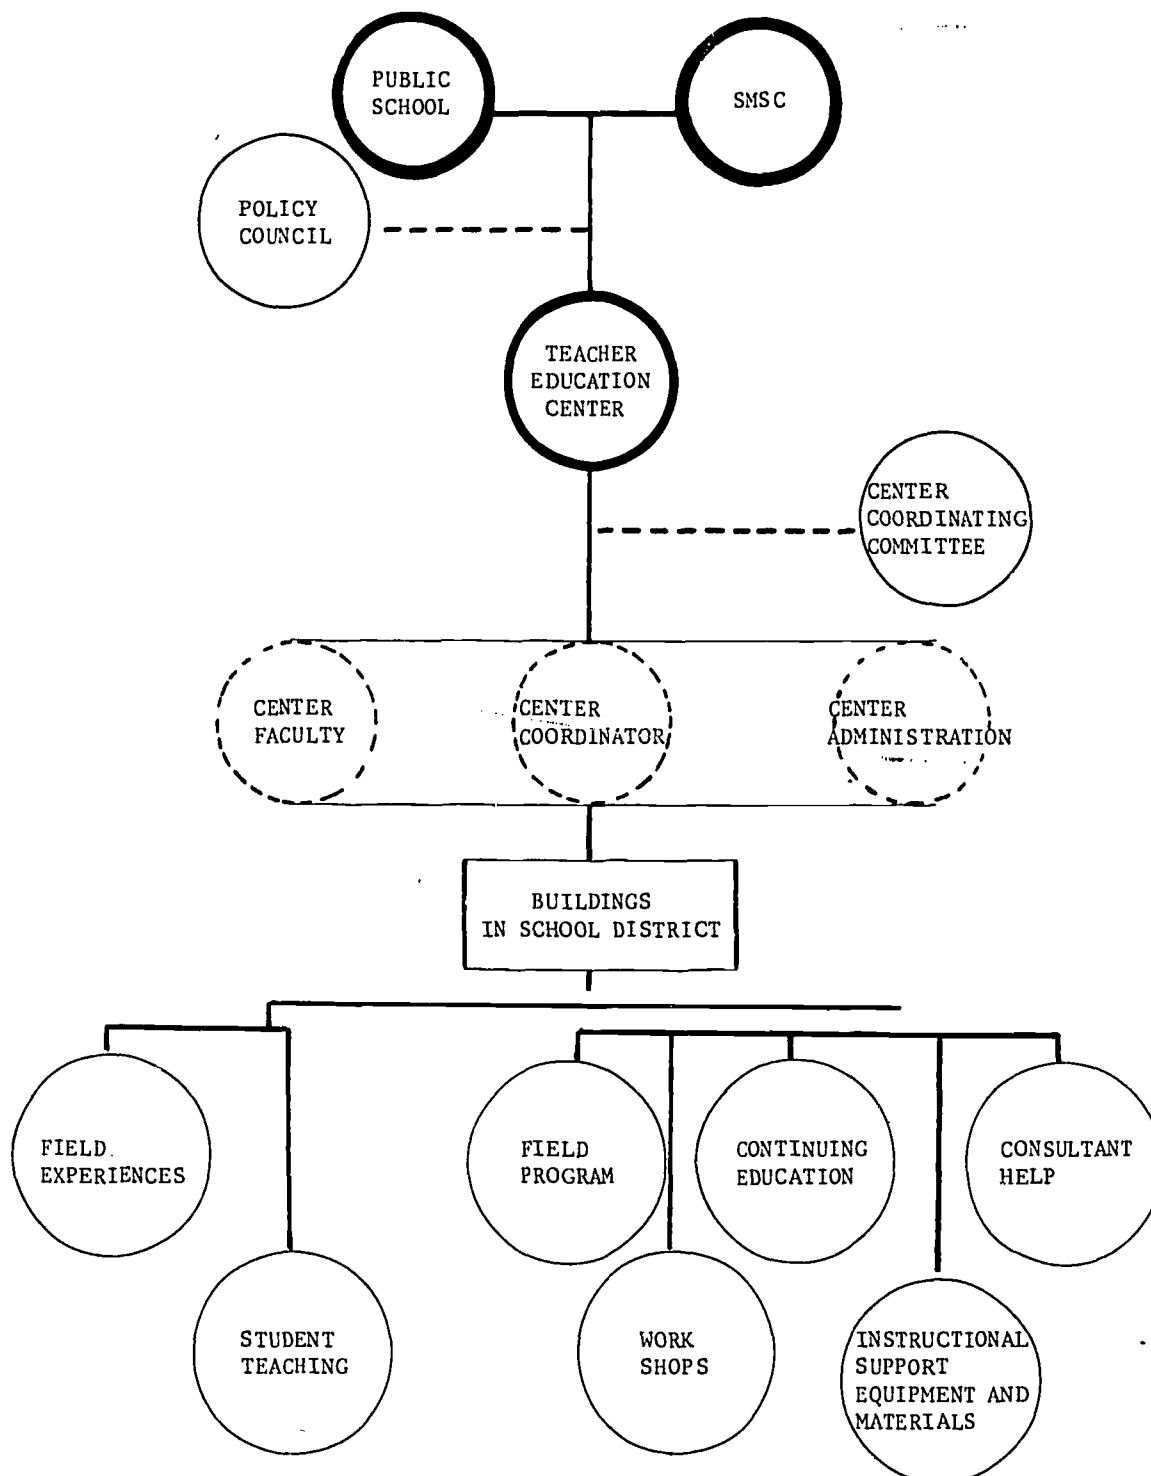 PUBLIC
SCHOOL
SMSC
POLICY
COUNCIL
TEACHER
EDUCATION
CENTER
CENTER
COORDINATING
COMMITTEE
CENTER
FACULTY
CENTER
COORDINATOR
CENTER
ADMINISTRATION
BUILDINGS
IN SCHOOL DISTRICT
FIELD
EXPERIENCES
FIELD
PROGRAM
CONTINUING
EDUCATION
CONSULTANT
HELP
STUDENT
TEACHING
WORK
SHOPS
INSTRUCTIONAL
SUPPORT
EQUIPMENT AND
MATERIALS